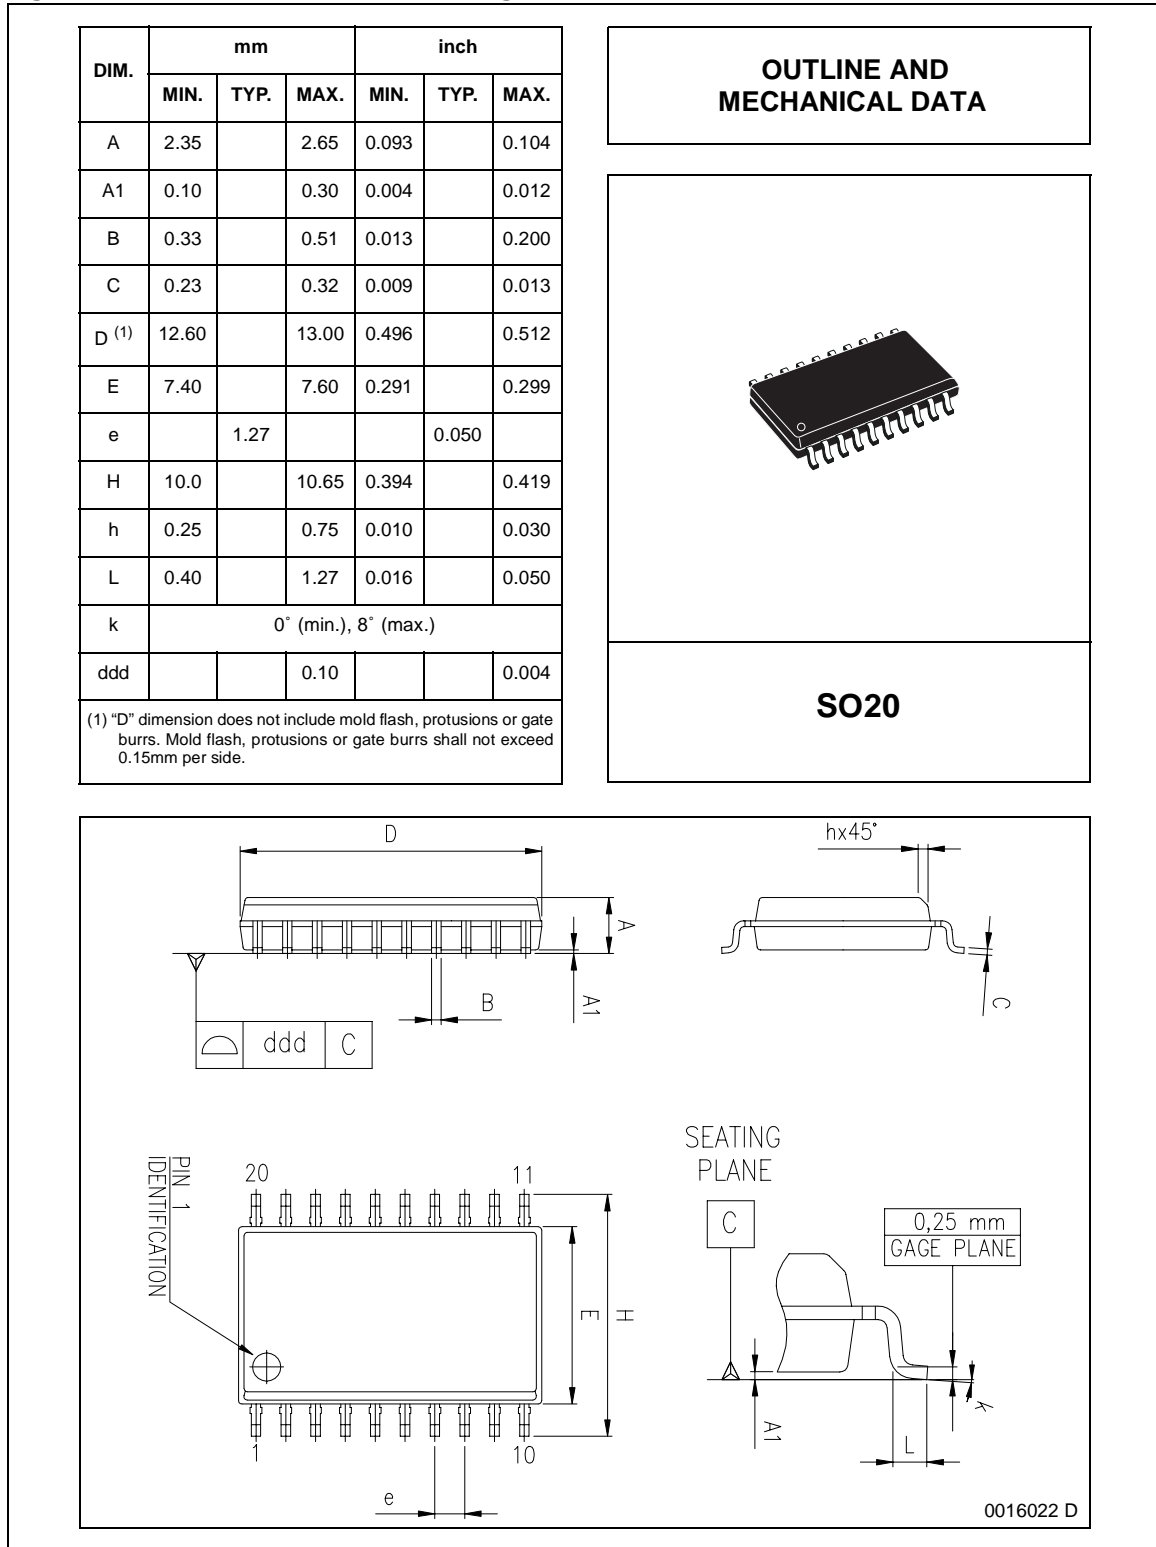 DIM. mm inch
MIN. TYP. MAX. MIN. TYP. MAX.
A 2.35 2.65 0.093 0.104
A1 0.10 0.30 0.004 0.012
B 0.33 0.51 0.013 0.200
C 0.23 0.32 0.009 0.013
D (1) 12.60 13.00 0.496 0.512
E 7.40 7.60 0.291 0.299
e 1.27 0.050
H 10.0 10.65 0.394 0.419
h 0.25 0.75 0.010 0.030
L 0.40 1.27 0.016 0.050
k 0˚ (min.), 8˚ (max.)
ddd 0.10 0.004
(1) “D” dimension does not include mold flash, protusions or gate
burrs. Mold flash, protusions or gate burrs shall not exceed
0.15mm per side.
OUTLINE AND
MECHANICAL DATA
SO20
D
hx45°
A
A1
B
C
ddd C
PIN 1
IDENTIFICATION
20
11
E
H
1
10
e
SEATING
PLANE
C
0,25 mm
GAGE PLANE
A1
L
k
0016022 D